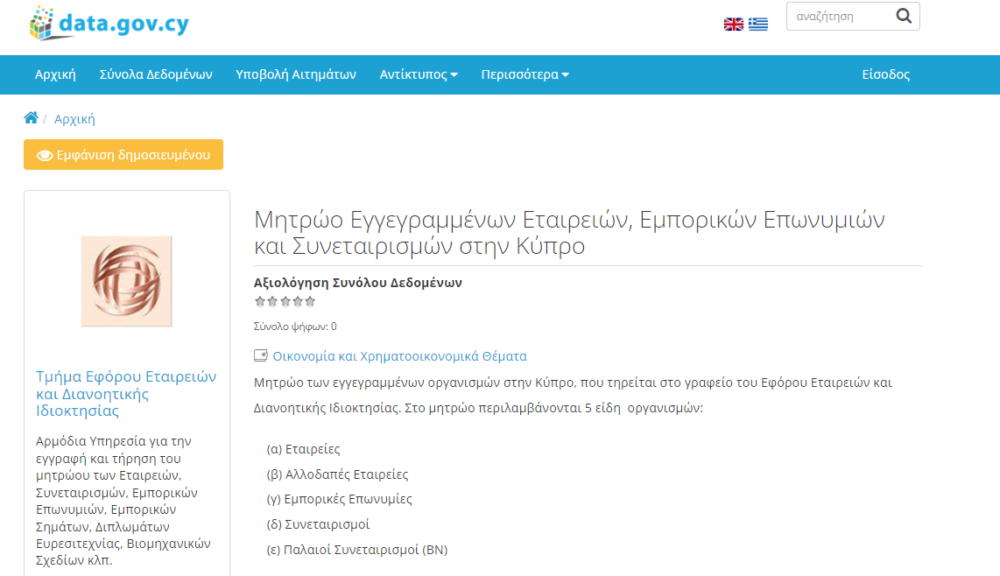 data.gov.cy
αναζήτηση
Αρχική Σύνολα Δεδομένων Υποβολή Αιτημάτων Αντίκτυπος Περισσότερα Είσοδος
/ Αρχική
Εμφάνιση δημοσιευμένου
Τμήμα Εφόρου Εταιρειών
και Διανοητικής
Ιδιοκτησίας
Αρμόδια Υπηρεσία για την
εγγραφή και τήρηση του
μητρώου των Εταιρειών,
Συνεταιρισμών, Εμπορικών
Επωνυμιών, Εμπορικών
Σημάτων, Διπλωμάτων
Ευρεσιτεχνίας, Βιομηχανικών
Σχεδίων κλπ.
Μητρώο Εγγεγραμμένων Εταιρειών, Εμπορικών Επωνυμιών
και Συνεταιρισμών στην Κύπρο
Αξιολόγηση Συνόλου Δεδομένων
Σύνολο ψήφων: 0
Οικονομία και Χρηματοοικονομικά Θέματα
Μητρώο των εγγεγραμμένων οργανισμών στην Κύπρο, που τηρείται στο γραφείο του Εφόρου Εταιρειών και
Διανοητικής Ιδιοκτησίας. Στο μητρώο περιλαμβάνονται 5 είδη οργανισμών:
(α) Εταιρείες
(β) Αλλοδαπές Εταιρείες
(γ) Εμπορικές Επωνυμίες
(δ) Συνεταιρισμοί
(ε) Παλαιοί Συνεταιρισμοί (ΒΝ)